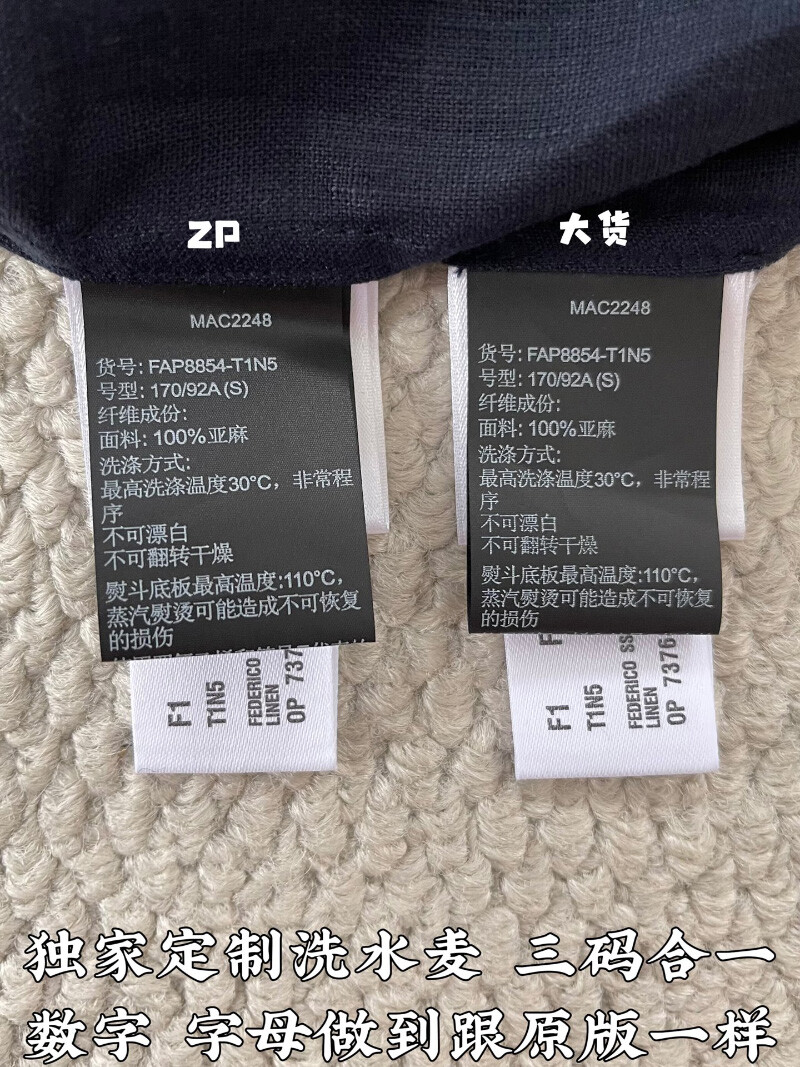 ZP
大货
MAC2248
货号: FAP8854-T1N5
号型: 170/92A (S)
纤维成份:
面料: 100%亚麻
洗涤方式:
最高洗涤温度30°C，非常程
序
不可漂白
不可翻转干燥
熨斗底板最高温度:110°C，
蒸汽熨烫可能造成不可恢复
的损伤
F1
T1N5
FEDERICO
LINEN
OP 737
MAC2248
货号: FAP8854-T1N5
号型: 170/92A (S)
纤维成份:
面料: 100%亚麻
洗涤方式:
最高洗涤温度30°C，非常程
序
不可漂白
不可翻转干燥
熨斗底板最高温度:110°C，
蒸汽熨烫可能造成不可恢复
的损伤
F1
T1N5
FEDERICO SS
LINEN
OP 7376
独家定制洗水麦 三码合一
数字 字母做到跟原版一样